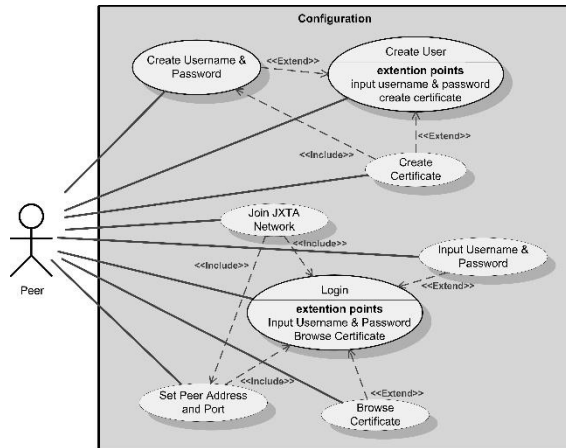 Configuration
Create Username &
Password
<<Extend>>
Create User
extention points
input username & password
create certificate
<<Extend>>
<<Include>>
Create
Certificate
Join JXTA
Network
<<Include>>
Input Username &
Password
<<Include>>
<<Extend>>
Peer
Login
extention points
Input Username & Password
Browse Certificate
<<Include>>
Set Peer Address
and Port
<<Extend>>
Browse
Certificate